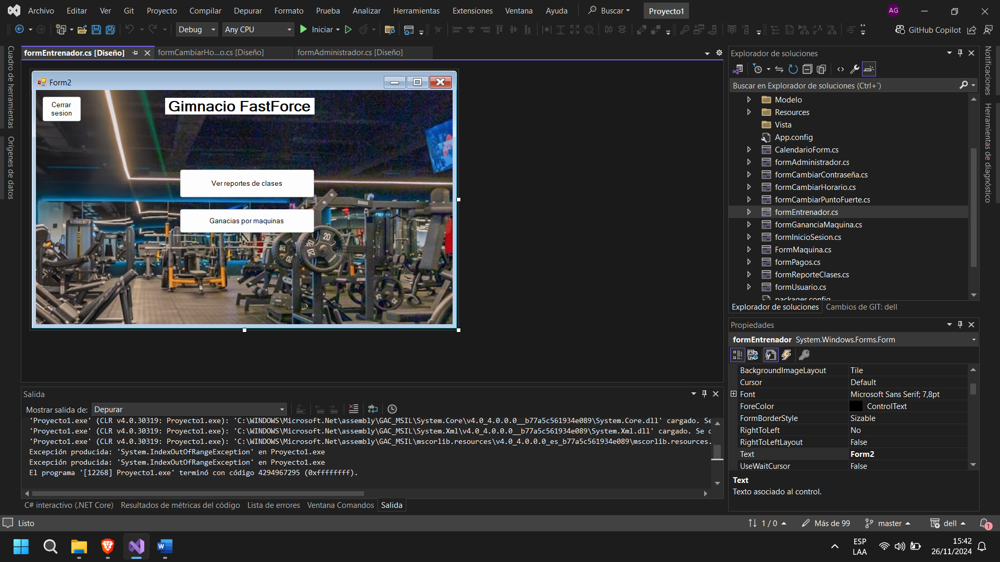 Archivo Editar Ver Git Proyecto Compilar Depurar Formato Prueba Analizar Herramientas Extensiones Ventana Ayuda Buscar Proyecto1 AG
Debug Any CPU Iniciar GitHub Copilot
formEntrenador.cs [Diseño] formCambiarHo...o.cs [Diseño] formAdministrador.cs [Diseño]
Cuadro de herramientas
Orígenes de datos
Form2
Cerrar
sesion
Gimnacio FastForce
Ver reportes de clases
Ganacias por maquinas
20
20
20
Explorador de soluciones
Buscar en Explorador de soluciones (Ctrl+´)
Modelo
Resources
Vista
App.config
CalendarioForm.cs
formAdministrador.cs
formCambiarContraseña.cs
formCambiarHorario.cs
formCambiarPuntoFuerte.cs
formEntrenador.cs
formGananciaMaquina.cs
formInicioSesion.cs
FormMaquina.cs
formPagos.cs
formReporteClases.cs
formUsuario.cs
packages.config
Explorador de soluciones Cambios de GIT: dell
Notificaciones
Herramientas de diagnóstico
Propiedades
formEntrenador System.Windows.Forms.Form
BackgroundImageLayout Tile
Cursor Default
Font Microsoft Sans Serif; 7,8pt
ForeColor ControlText
FormBorderStyle Sizable
RightToLeft No
RightToLeftLayout False
Text Form2
UseWaitCursor False
Text
Texto asociado al control.
Salida
Mostrar salida de: Depurar
'Proyecto1.exe' (CLR v4.0.30319: Proyecto1.exe): 'C:\WINDOWS\Microsoft.Net\assembly\GAC_MSIL\System.Core\v4.0_4.0.0.0__b77a5c561934e089\System.Core.dll' cargado. Se
'Proyecto1.exe' (CLR v4.0.30319: Proyecto1.exe): 'C:\WINDOWS\Microsoft.Net\assembly\GAC_MSIL\System.Xml\v4.0_4.0.0.0__b77a5c561934e089\System.Xml.dll' cargado. Se c
'Proyecto1.exe' (CLR v4.0.30319: Proyecto1.exe): 'C:\WINDOWS\Microsoft.Net\assembly\GAC_MSIL\mscorlib.resources\v4.0_4.0.0.0_es_b77a5c561934e089\mscorlib.resources.
Excepción producida: 'System.IndexOutOfRangeException' en Proyecto1.exe
Excepción producida: 'System.IndexOutOfRangeException' en Proyecto1.exe
El programa '[12268] Proyecto1.exe' terminó con código 4294967295 (0xffffffff).
C# interactivo (.NET Core) Resultados de métricas del código Lista de errores Ventana Comandos Salida
Listo 1 / 0 Más de 99 master dell 1
ESP
LAA
15:42
26/11/2024